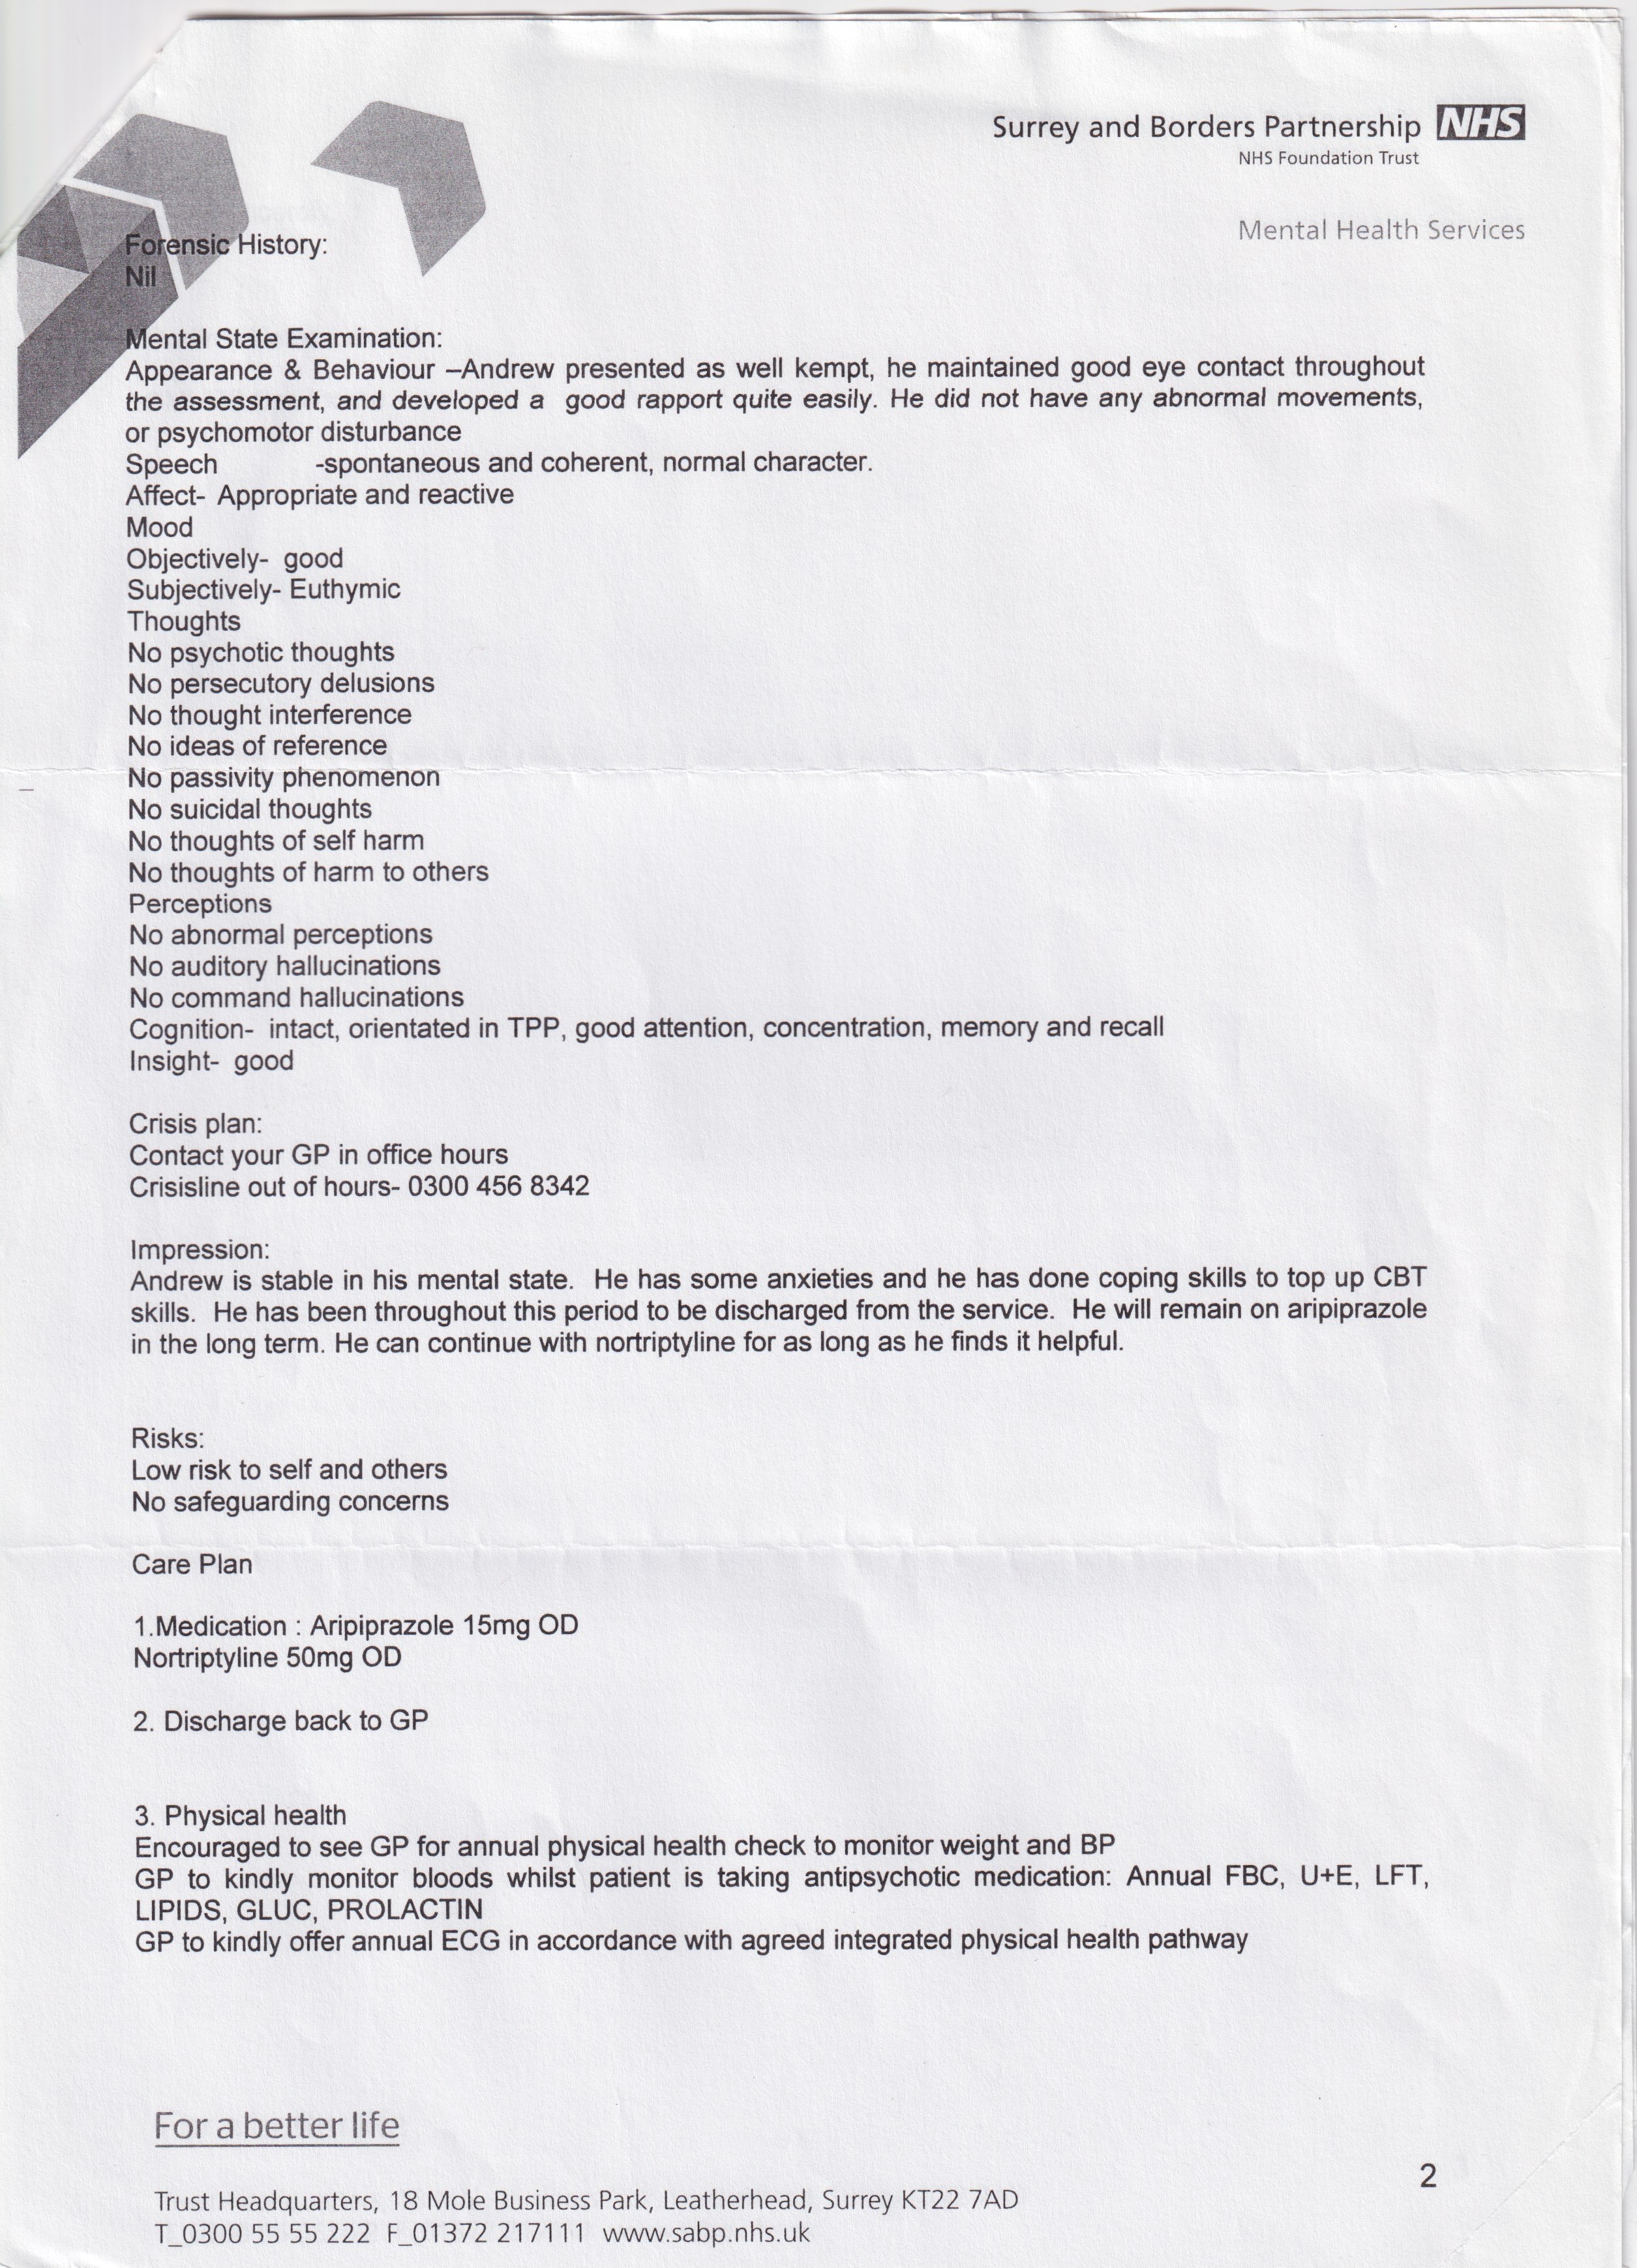 Surrey and Borders Partnership NHS
NHS Foundation Trust
Mental Health Services
Forensic History:
Nil
Mental State Examination:
Appearance & Behaviour –Andrew presented as well kempt, he maintained good eye contact throughout
the assessment, and developed a good rapport quite easily. He did not have any abnormal movements,
or psychomotor disturbance
Speech -spontaneous and coherent, normal character.
Affect- Appropriate and reactive
Mood
Objectively- good
Subjectively- Euthymic
Thoughts
No psychotic thoughts
No persecutory delusions
No thought interference
No ideas of reference
No passivity phenomenon
No suicidal thoughts
No thoughts of self harm
No thoughts of harm to others
Perceptions
No abnormal perceptions
No auditory hallucinations
No command hallucinations
Cognition- intact, orientated in TPP, good attention, concentration, memory and recall
Insight- good
Crisis plan:
Contact your GP in office hours
Crisisline out of hours- 0300 456 8342
Impression:
Andrew is stable in his mental state. He has some anxieties and he has done coping skills to top up CBT
skills. He has been throughout this period to be discharged from the service. He will remain on aripiprazole
in the long term. He can continue with nortriptyline for as long as he finds it helpful.
Risks:
Low risk to self and others
No safeguarding concerns
Care Plan
1.Medication : Aripiprazole 15mg OD
Nortriptyline 50mg OD
2. Discharge back to GP
3. Physical health
Encouraged to see GP for annual physical health check to monitor weight and BP
GP to kindly monitor bloods whilst patient is taking antipsychotic medication: Annual FBC, U+E, LFT,
LIPIDS, GLUC, PROLACTIN
GP to kindly offer annual ECG in accordance with agreed integrated physical health pathway
For a better life
2
Trust Headquarters, 18 Mole Business Park, Leatherhead, Surrey KT22 7AD
T_0300 55 55 222 F_01372 217111 www.sabp.nhs.uk